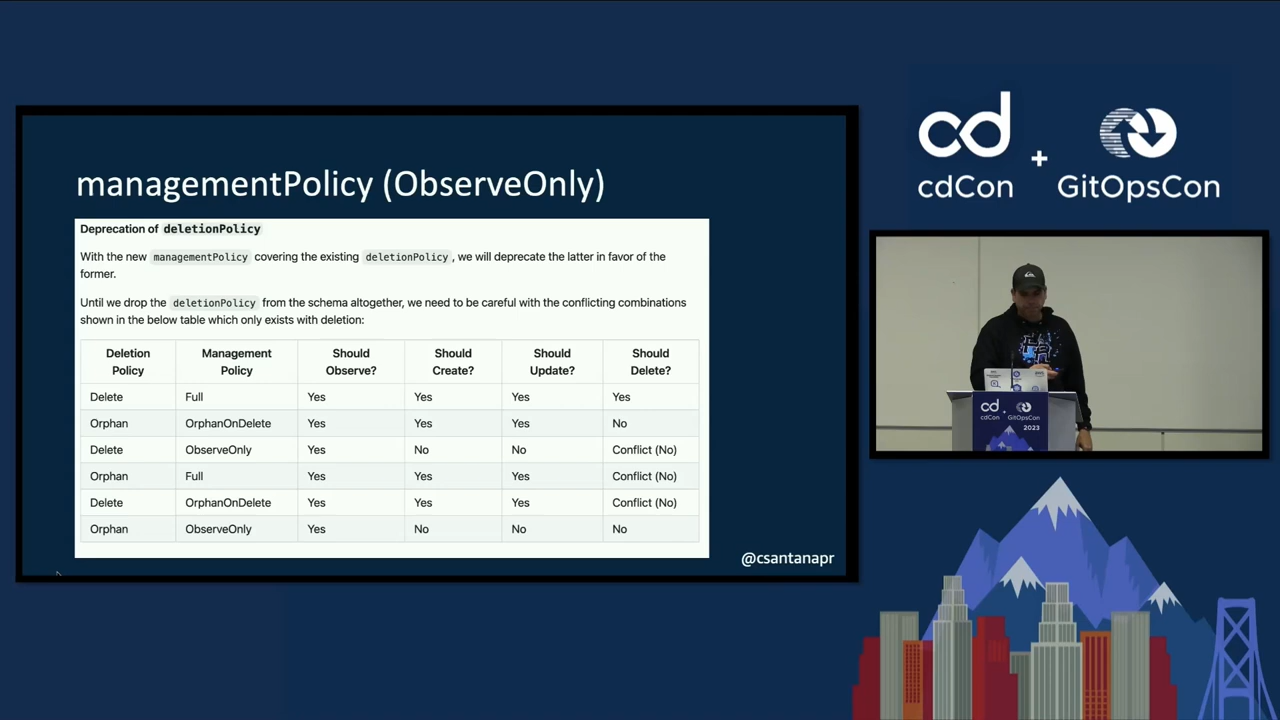 managementPolicy (ObserveOnly)
Deprecation of deletionPolicy
With the new managementPolicy covering the existing deletionPolicy, we will deprecate the latter in favor of the
former.
Until we drop the deletionPolicy from the schema altogether, we need to be careful with the conflicting combinations
shown in the below table which only exists with deletion:
Deletion Policy Management Policy Should Observe? Should Create? Should Update? Should Delete?
Delete Full Yes Yes Yes Yes
Orphan OrphanOnDelete Yes Yes Yes No
Delete ObserveOnly Yes No No Conflict (No)
Orphan Full Yes Yes Yes Conflict (No)
Delete OrphanOnDelete Yes Yes Yes Conflict (No)
Orphan ObserveOnly Yes No No No
@csantanapr
cd + 
cdCon GitOpsCon
cd
cdCon GitOpsCon
2023